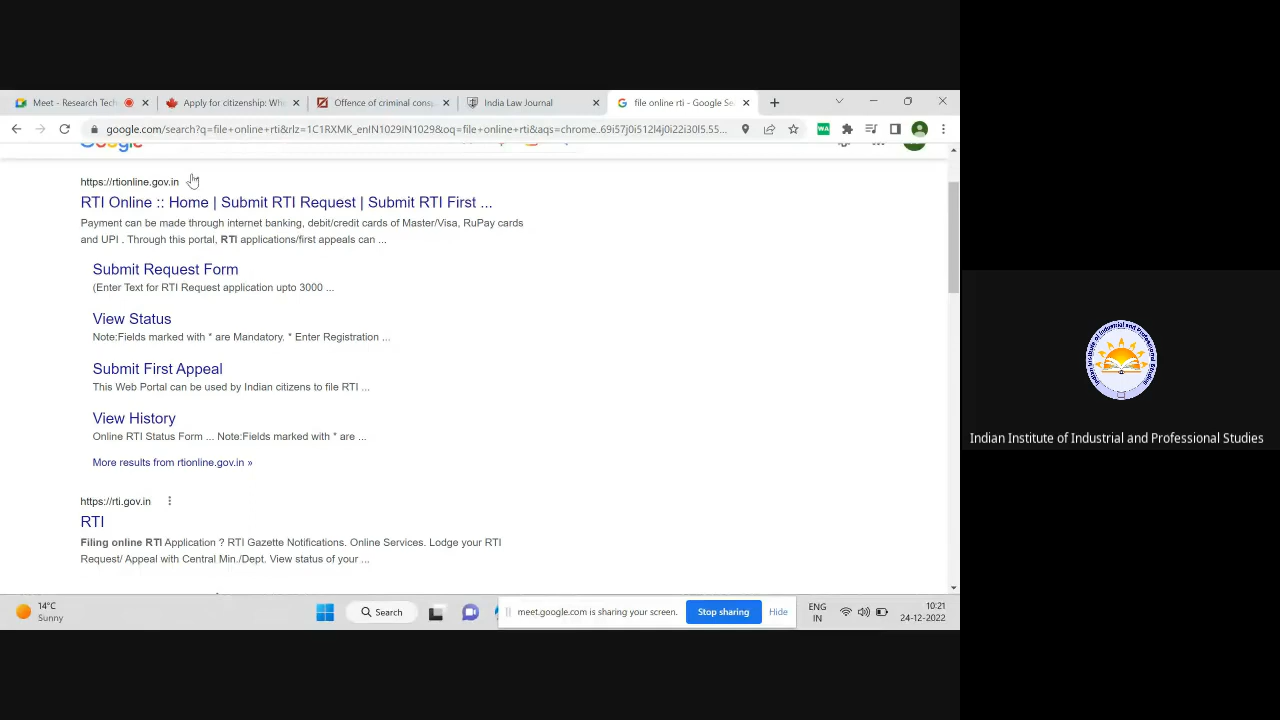 Meet - Research Tech
Apply for citizenship: Wh
Offence of criminal consp
India Law Journal
file online rti - Google Se
google.com/search?q=file+online+rti&rlz=1C1RXMK_enIN1029IN1029&oq=file+online+rti&aqs=chrome..69i57j0i512l4j0i22i30l5.55...
https://rtionline.gov.in
RTI Online :: Home | Submit RTI Request | Submit RTI First ...
Payment can be made through internet banking, debit/credit cards of Master/Visa, RuPay cards
and UPI . Through this portal, RTI applications/first appeals can ...
Submit Request Form
(Enter Text for RTI Request application upto 3000 ...
View Status
Note:Fields marked with * are Mandatory. * Enter Registration ...
Submit First Appeal
This Web Portal can be used by Indian citizens to file RTI ...
View History
Online RTI Status Form ... Note:Fields marked with * are ...
More results from rtionline.gov.in »
https://rti.gov.in
RTI
Filing online RTI Application ? RTI Gazette Notifications. Online Services. Lodge your RTI
Request/ Appeal with Central Min./Dept. View status of your ...
14°C
Sunny
Search
meet.google.com is sharing your screen.
Stop sharing
Hide
ENG
IN
10:21
24-12-2022
Indian Institute of Industrial and Professional Studies
Indian Institute of Industrial and Professional Studies